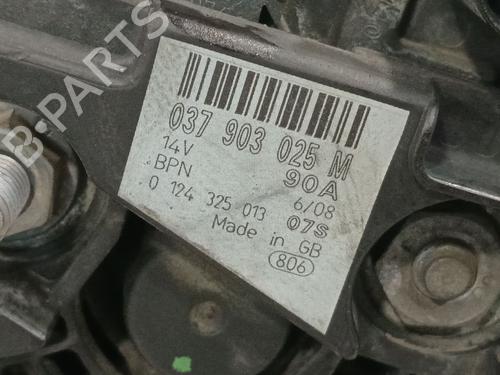 B-PARTS
037 903 025 M
14V 90A
BPN 6/08
0 124 325 013 07S
Made in GB
806